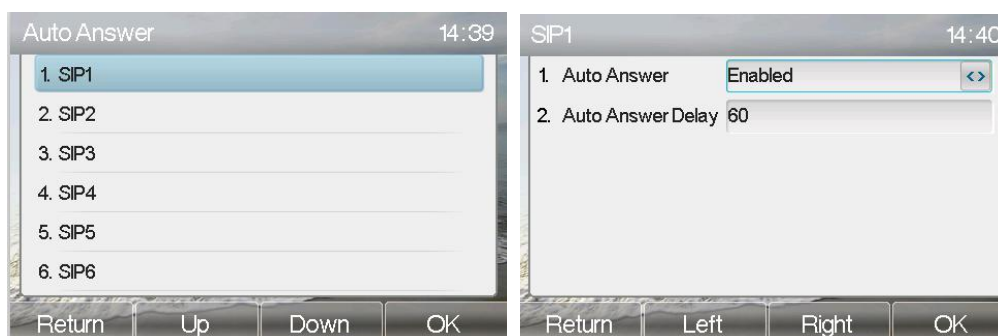 Auto Answer 14:39
1. SIP1
2. SIP2
3. SIP3
4. SIP4
5. SIP5
6. SIP6
Return Up Down OK
SIP1 14:40
1. Auto Answer Enabled <>
2. Auto Answer Delay 60
Return Left Right OK